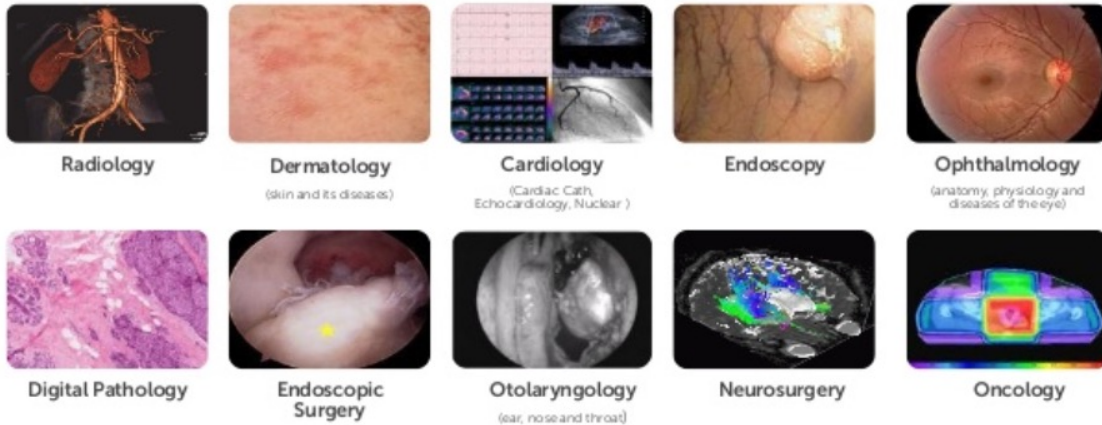 Radiology
Dermatology
(skin and its diseases)
Cardiology
(Cardiac Cath,
Echocardiology, Nuclear )
Endoscopy
Ophthalmology
(anatomy, physiology and
diseases of the eye)
Digital Pathology
Endoscopic
Surgery
Otolaryngology
(ear, nose and throat)
Neurosurgery
Oncology